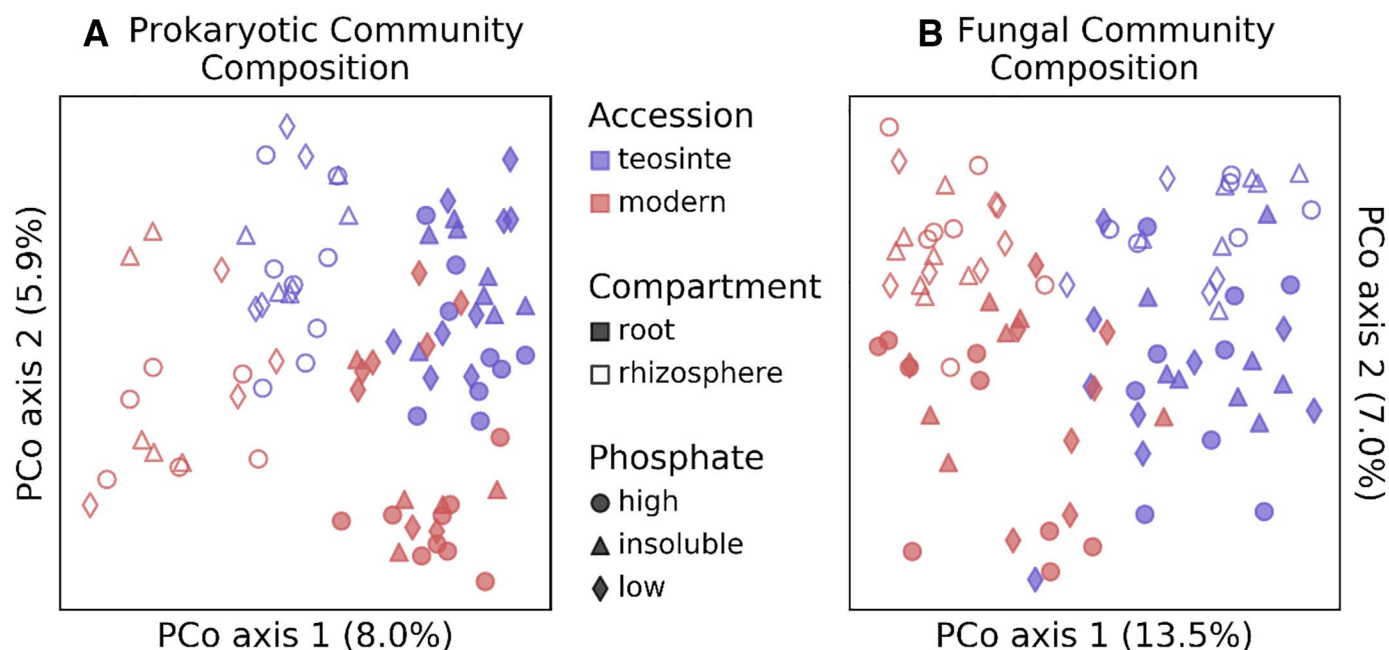 A Prokaryotic Community
Composition
PCo axis 2 (5.9%)
PCo axis 1 (8.0%)
Accession
teosinte
modern
Compartment
root
rhizosphere
Phosphate
high
insoluble
low
B Fungal Community
Composition
PCo axis 2 (7.0%)
PCo axis 1 (13.5%)